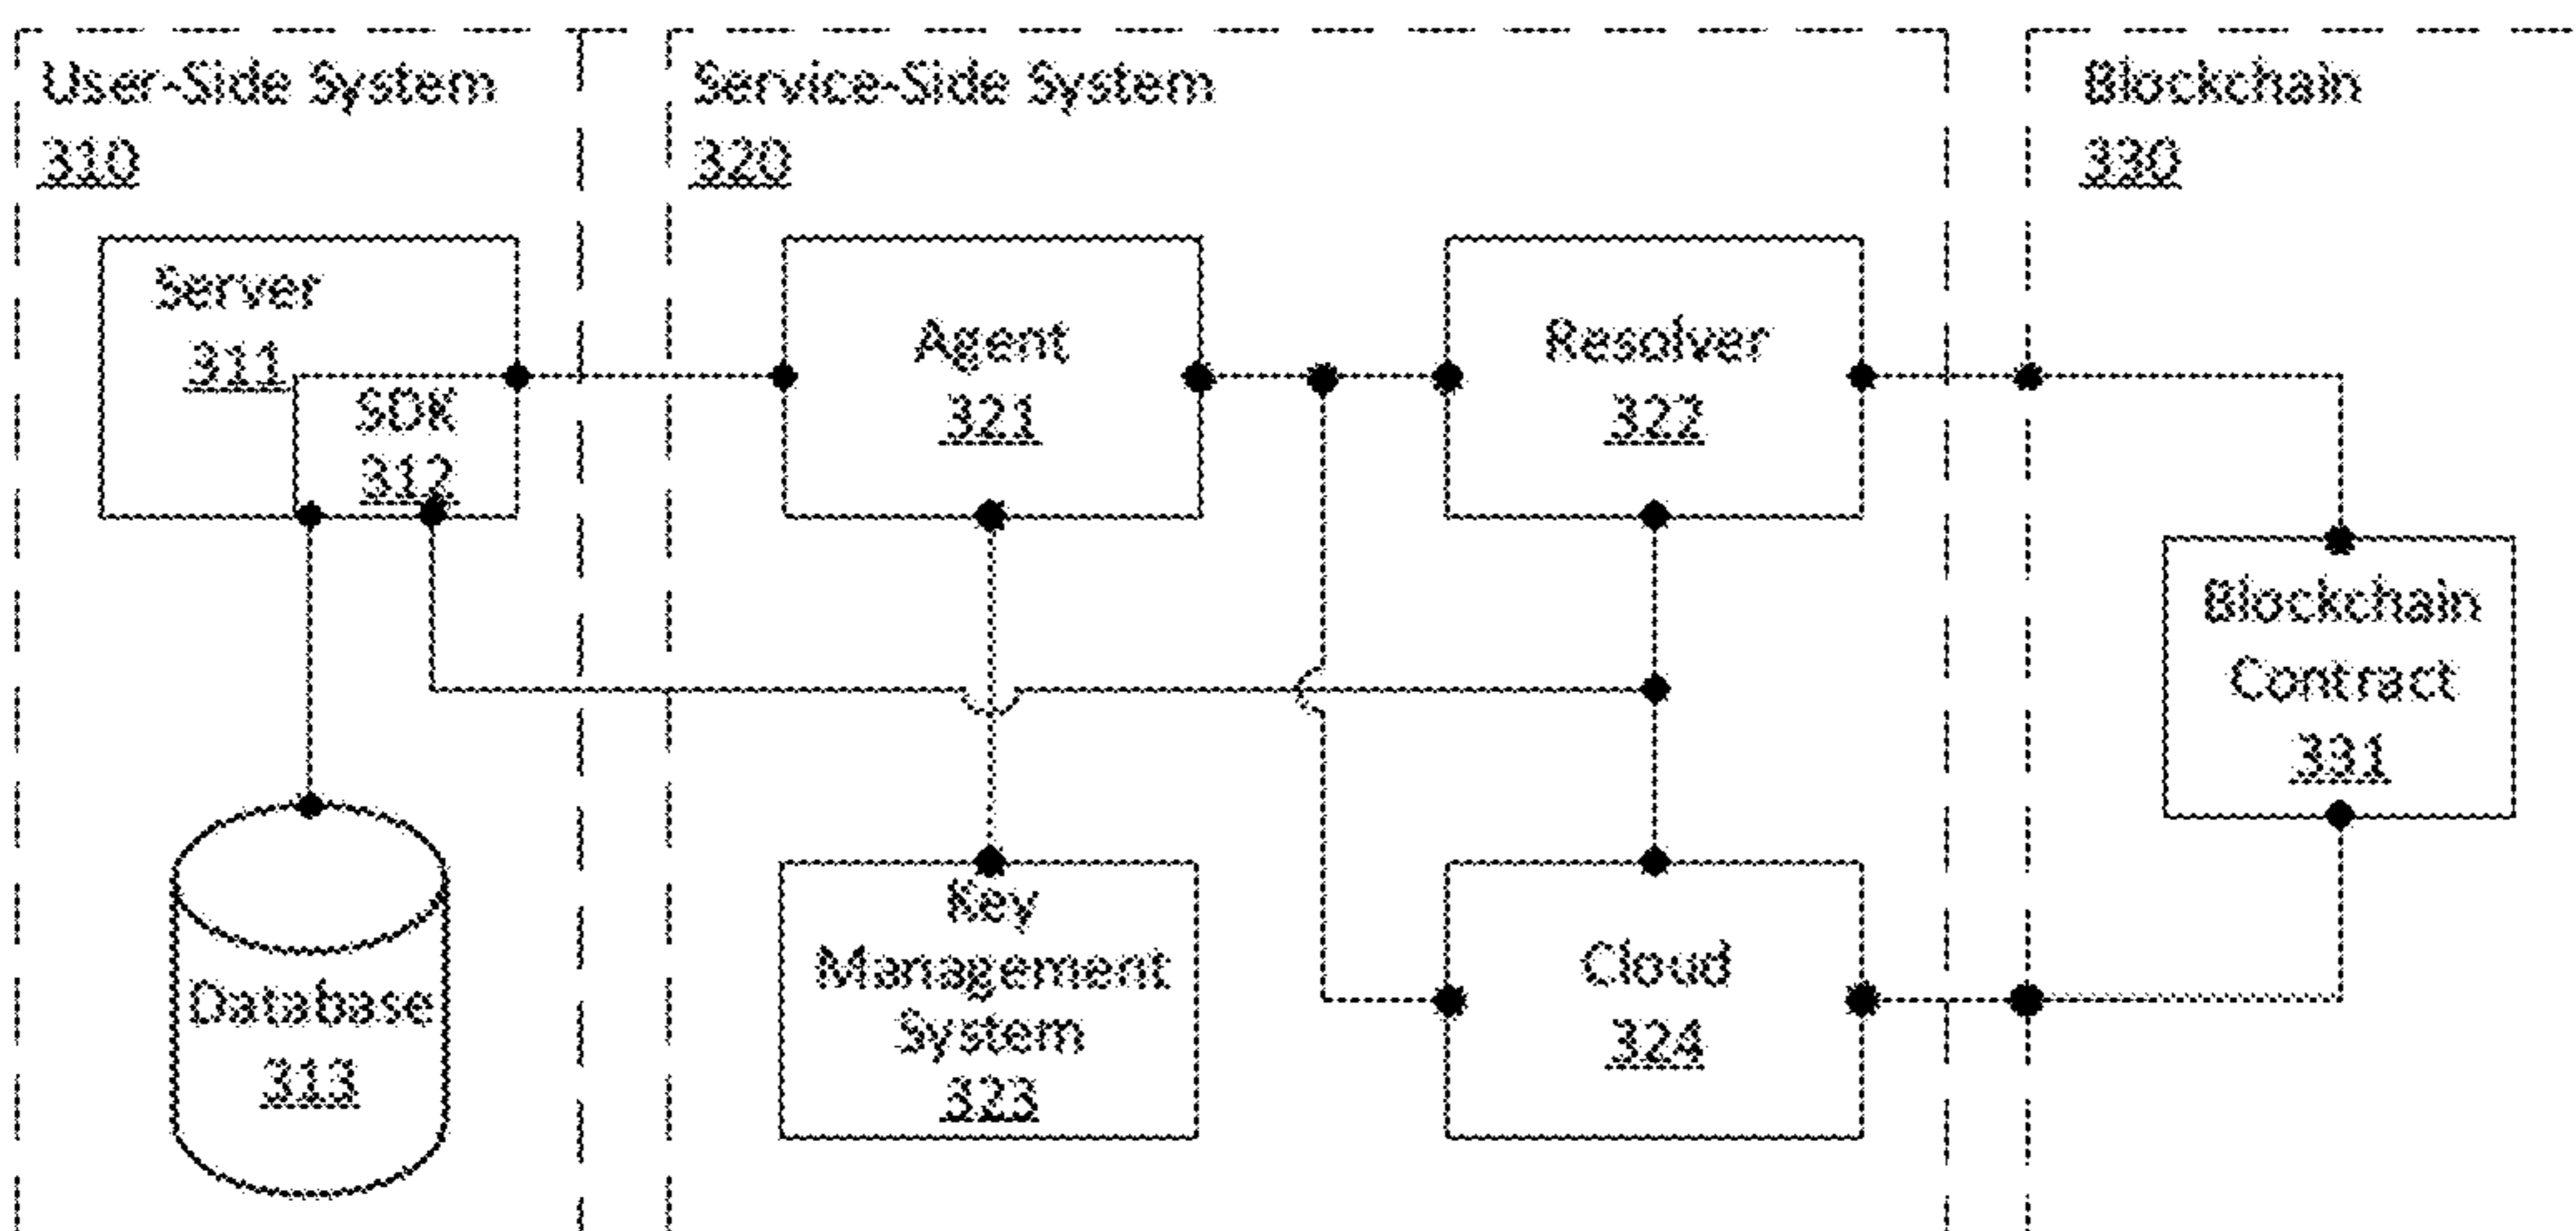 User-Side System
310
Service-Side System
320
Blockchain
330
Server
311
SDK
312
Database
313
Agent
321
Resolver
322
Key
Management
System
323
Cloud
324
Blockchain
Contract
331